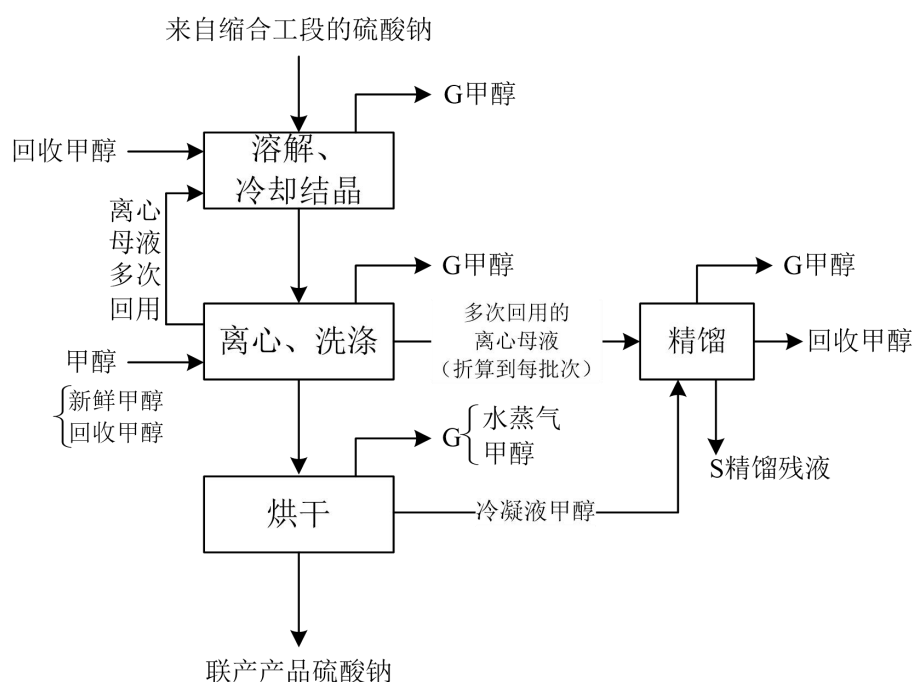 来自缩合工段的硫酸钠
G甲醇
回收甲醇
溶解、
冷却结晶
离心
母液
多次
回用
G甲醇
G甲醇
多次回用的
离心母液
（折算到每批次）
离心、洗涤
精馏
回收甲醇
甲醇
新鲜甲醇
回收甲醇
G
水蒸气
甲醇
S精馏残液
烘干
冷凝液甲醇
联产产品硫酸钠